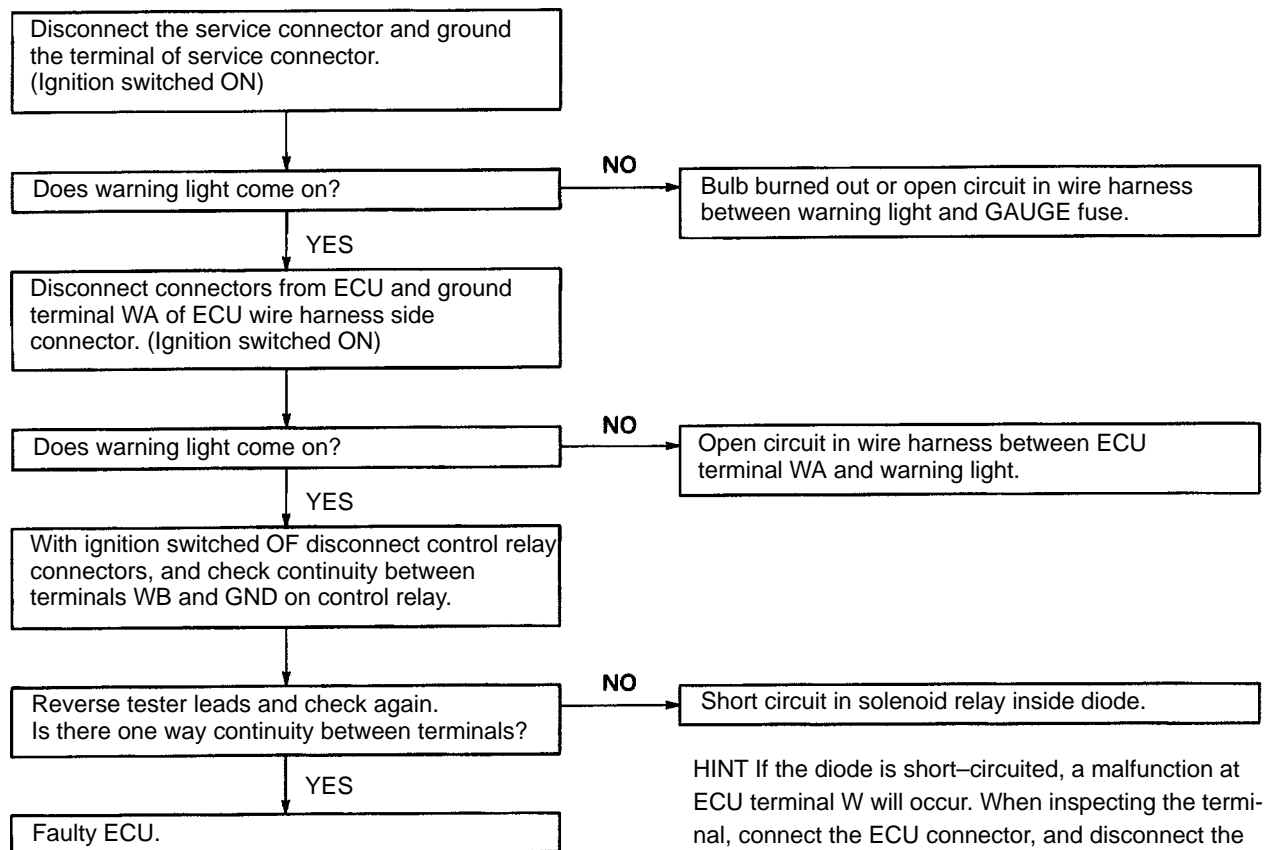 Disconnect the service connector and ground
the terminal of service connector.
(Ignition switched ON)
Does warning light come on?
NO
Bulb burned out or open circuit in wire harness
between warning light and GAUGE fuse.
YES
Disconnect connectors from ECU and ground
terminal WA of ECU wire harness side
connector. (Ignition switched ON)
Does warning light come on?
NO
Open circuit in wire harness between ECU
terminal WA and warning light.
YES
With ignition switched OF disconnect control relay
connectors, and check continuity between
terminals WB and GND on control relay.
Reverse tester leads and check again.
Is there one way continuity between terminals?
NO
Short circuit in solenoid relay inside diode.
YES
Faulty ECU.
HINT If the diode is short–circuited, a malfunction at
ECU terminal W will occur. When inspecting the termi-
nal, connect the ECU connector, and disconnect the